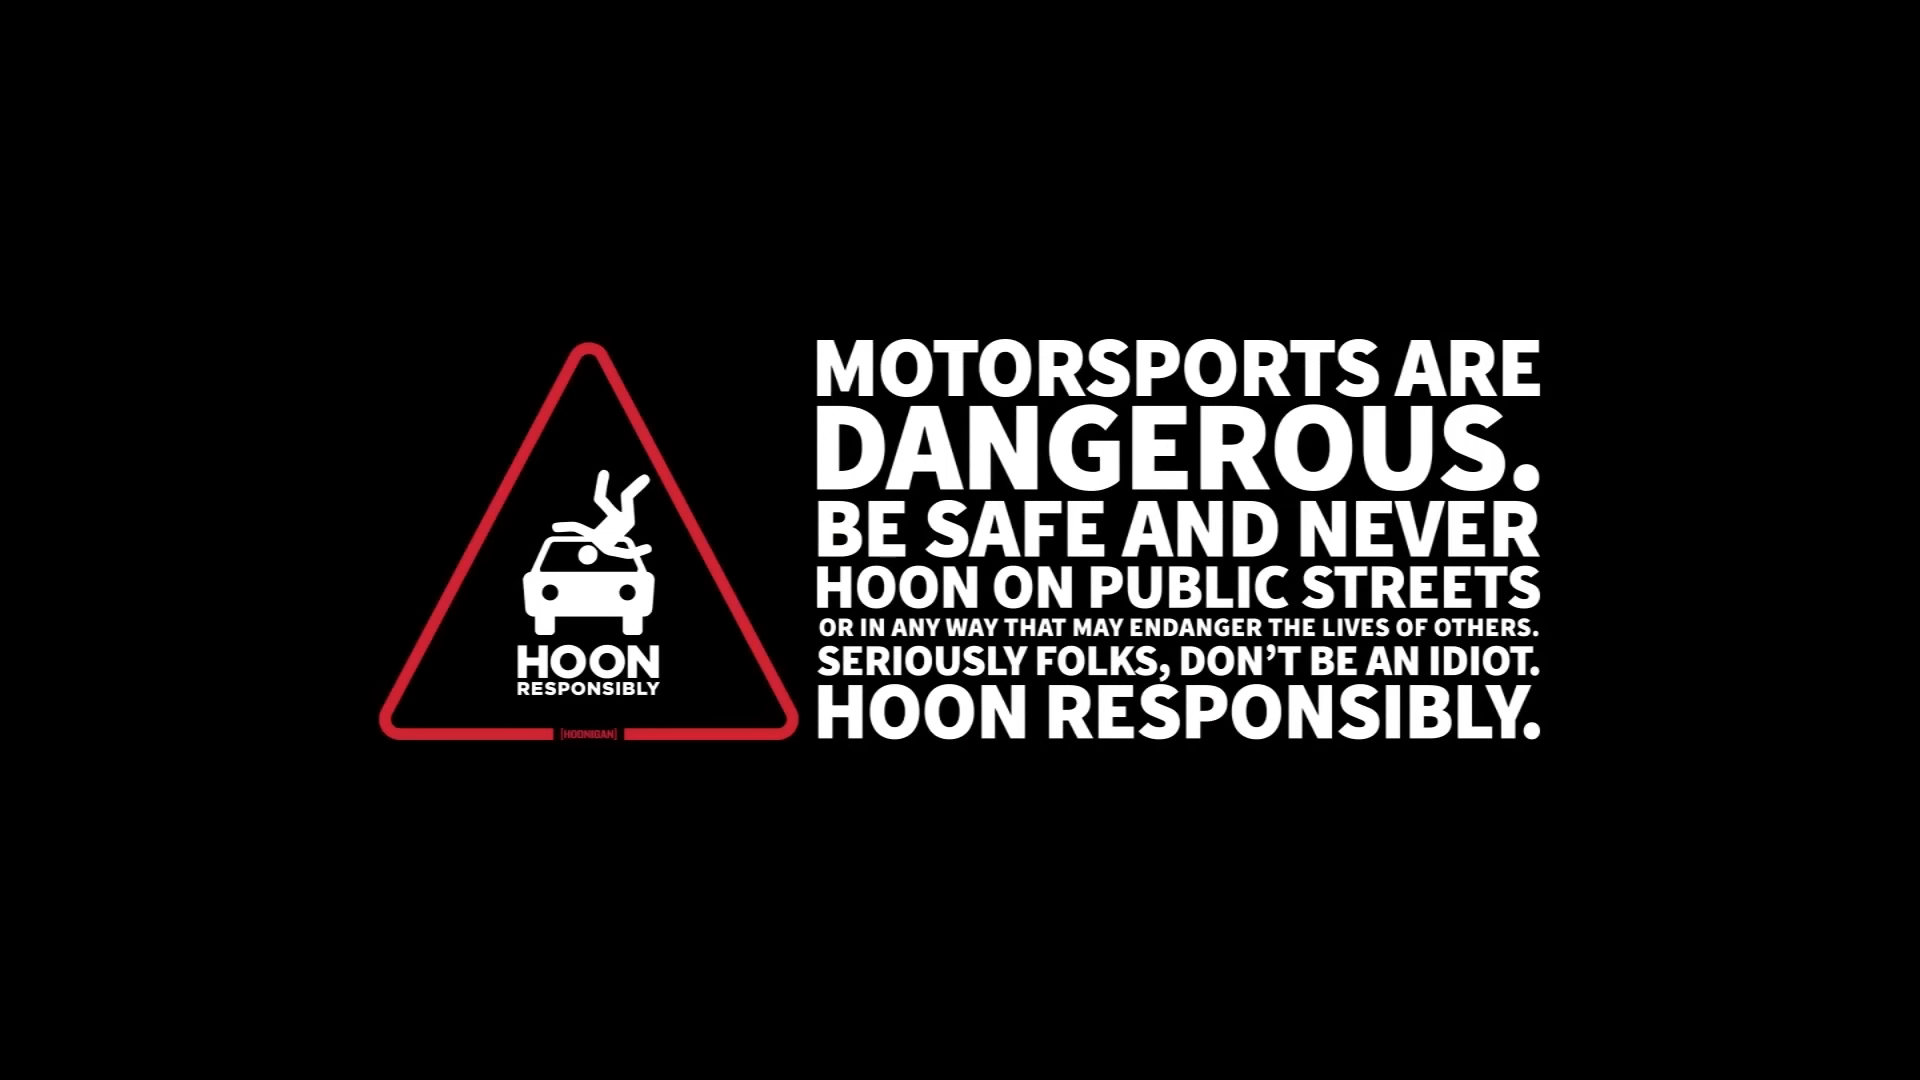 HOON
RESPONSIBLY
[HOONIGAN]
MOTORSPORTS ARE
DANGEROUS.
BE SAFE AND NEVER
HOON ON PUBLIC STREETS
OR IN ANY WAY THAT MAY ENDANGER THE LIVES OF OTHERS.
SERIOUSLY FOLKS, DON'T BE AN IDIOT.
HOON RESPONSIBLY.